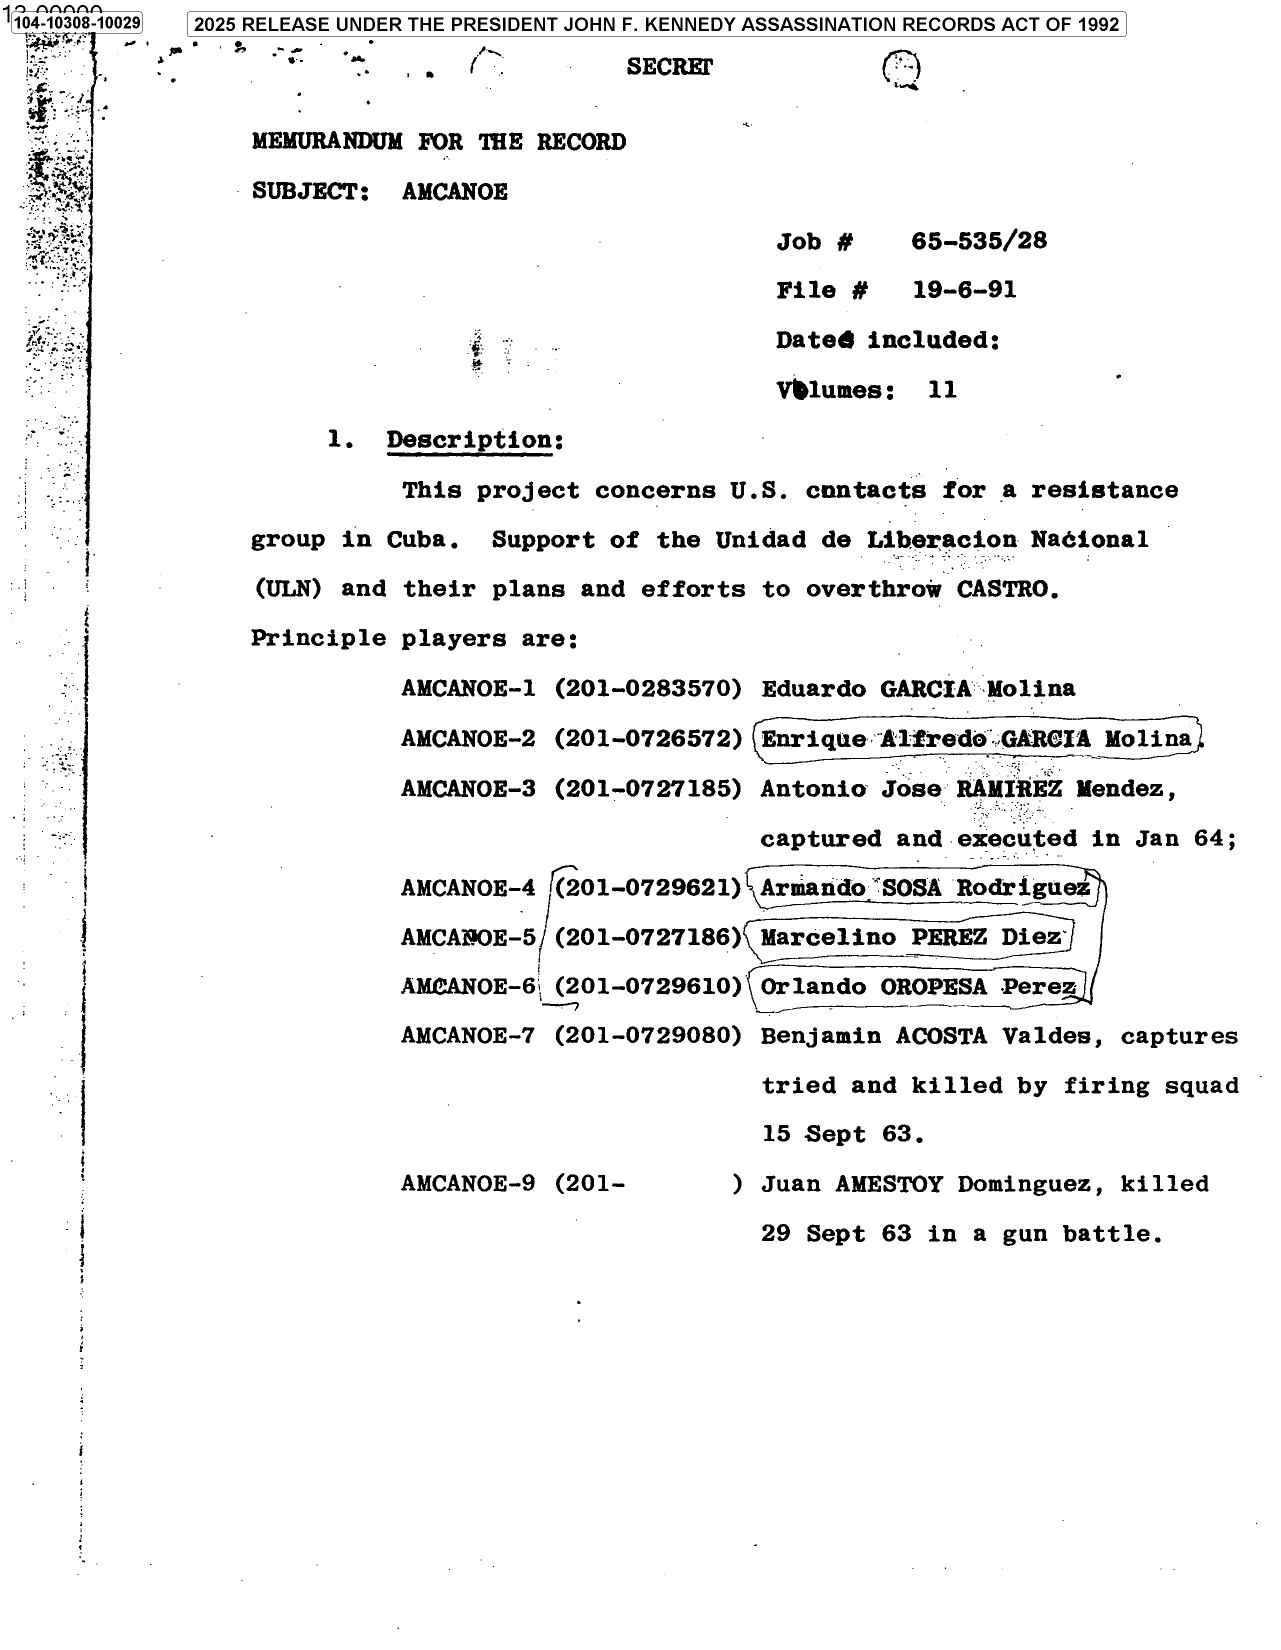 104-10308-10029
2025 RELEASE UNDER THE PRESIDENT JOHN F. KENNEDY ASSASSINATION RECORDS ACT OF 1992
SECRET
MEMURANDUM FOR THE RECORD
SUBJECT: AMCANOE
Job # 65-535/28
File # 19-6-91
Dated included:
Volumes: 11
1. Description:
This project concerns U.S. cnntacts for a resistance
group in Cuba. Support of the Unidad de Liberacion Nacional
(ULN) and their plans and efforts to overthrow CASTRO.
Principle players are:
AMCANOE-1 (201-0283570) Eduardo GARCIA Molina
AMCANOE-2 (201-0726572) Enrique Alfredo GARCIA Molina.
AMCANOE-3 (201-0727185) Antonio Jose RAMIREZ Mendez,
captured and executed in Jan 64;
AMCANOE-4 (201-0729621) Armando SOSA Rodriguez
AMCANOE-5 (201-0727186) Marcelino PEREZ Diez
AMCANOE-6 (201-0729610) Orlando OROPESA Perez
AMCANOE-7 (201-0729080) Benjamin ACOSTA Valdes, captures
tried and killed by firing squad
15 Sept 63.
AMCANOE-9 (201- ) Juan AMESTOY Dominguez, killed
29 Sept 63 in a gun battle.